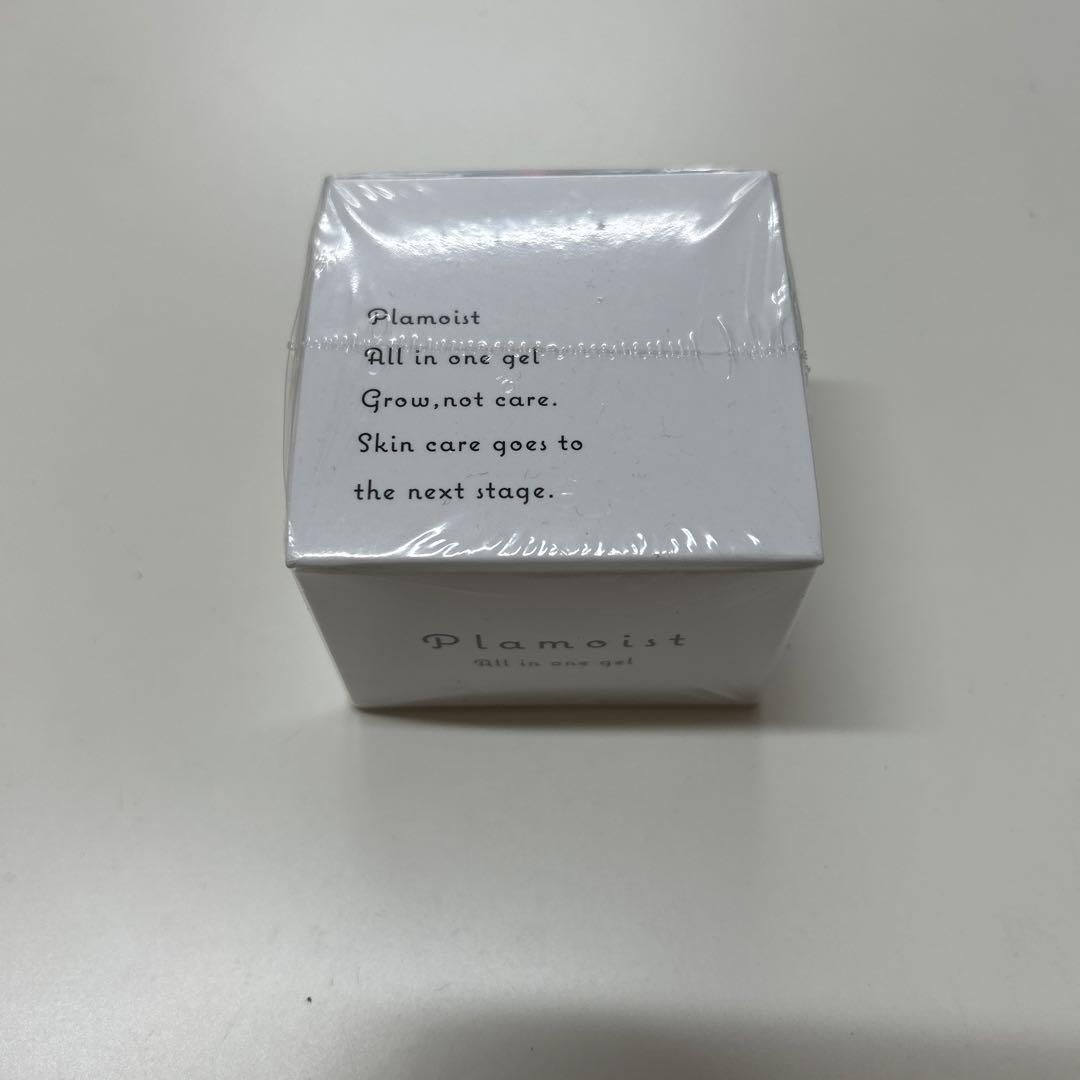 Plamoist
All in one gel
Grow,not care.
Skin care goes to
the next stage.
Plamoist
All in one gel